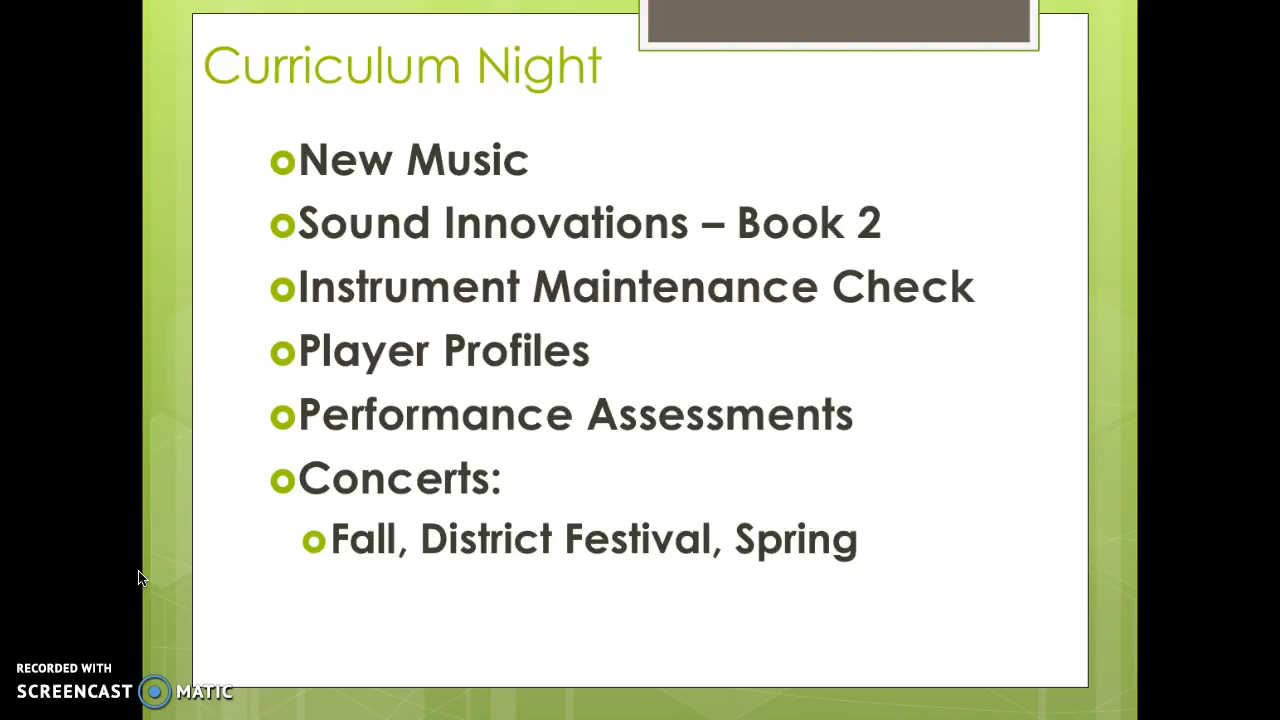 Curriculum Night
New Music
Sound Innovations – Book 2
Instrument Maintenance Check
Player Profiles
Performance Assessments
Concerts:
Fall, District Festival, Spring
RECORDED WITH
SCREENCAST MATIC